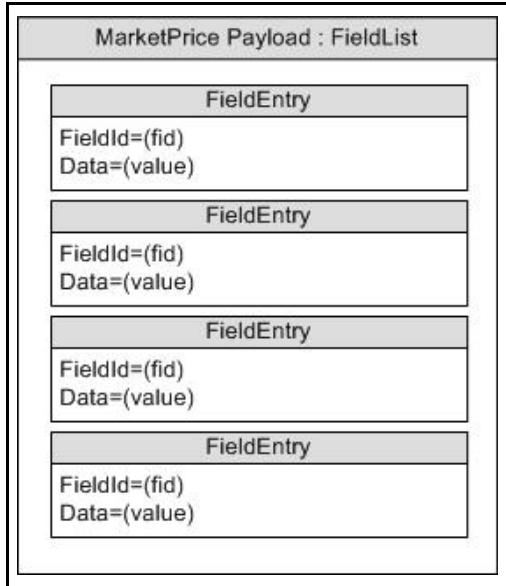 MarketPrice Payload : FieldList
FieldEntry
FieldId=(fid)
Data=(value)
FieldEntry
FieldId=(fid)
Data=(value)
FieldEntry
FieldId=(fid)
Data=(value)
FieldEntry
FieldId=(fid)
Data=(value)